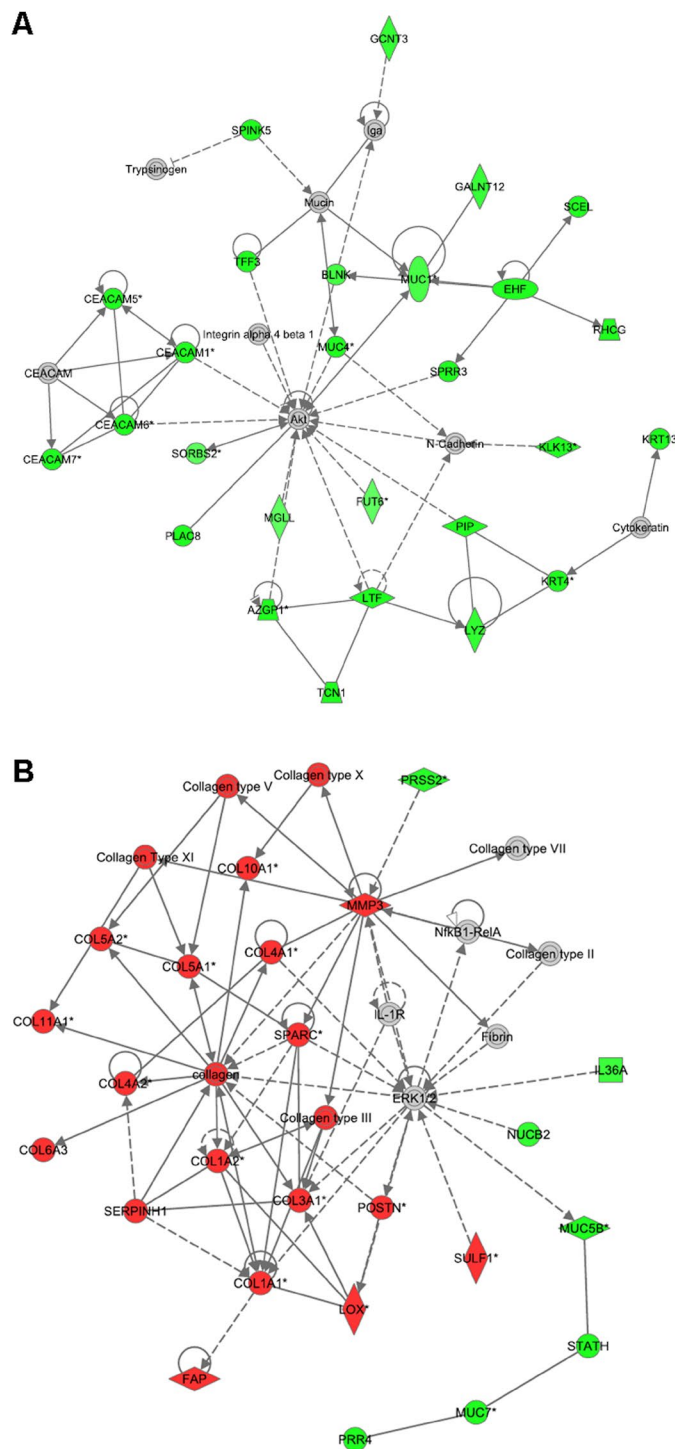 A
GCNT3
Iga
SPINK5
Trypsinogen
GALNT12
Mucin
SCEL
TFF3
BLNK
MUC1*
EHF
CEACAM5*
RHCG
Integrin alpha 4 beta 1
CEACAM1*
MUC4*
CEACAM
SPRR3
Akt
CEACAM6*
N-Cadherin
KLK13*
KRT13
CEACAM7*
SORBS2*
FUT6*
MGLL
PIP
Cytokeratin
PLAC8
KRT4*
AZGP1*
LTF
LYZ
TCN1
B
Collagen type X
Collagen type V
PRSS2*
Collagen type VII
Collagen Type XI
COL10A1*
MMP3
NfkB1-RelA
COL5A2*
COL4A1*
Collagen type II
COL5A1*
IL-1R
COL11A1*
SPARC*
Fibrin
COL4A2*
collagen
IL36A
ERK1/2
Collagen type III
NUCB2
COL6A3
COL1A2*
SERPINH1
COL3A1*
POSTN*
MUC5B*
SULF1*
COL1A1*
LOX*
STATH
FAP
MUC7*
PRR4